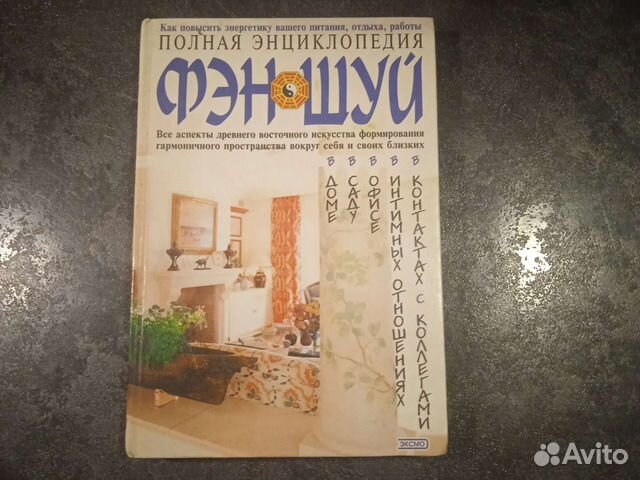 Как повысить энергетику вашего питания, отдыха, работы
ПОЛНАЯ ЭНЦИКЛОПЕДИЯ
ФЭН ШУЙ
Все аспекты древнего восточного искусства формирования
гармоничного пространства вокруг себя и своих близких
В ДОМЕ
В САДУ
В ОФИСЕ
В ИНТИМНЫХ ОТНОШЕНИЯХ
В КОНТАКТАХ С КОЛЛЕГАМИ
ЭКСМО
Avito